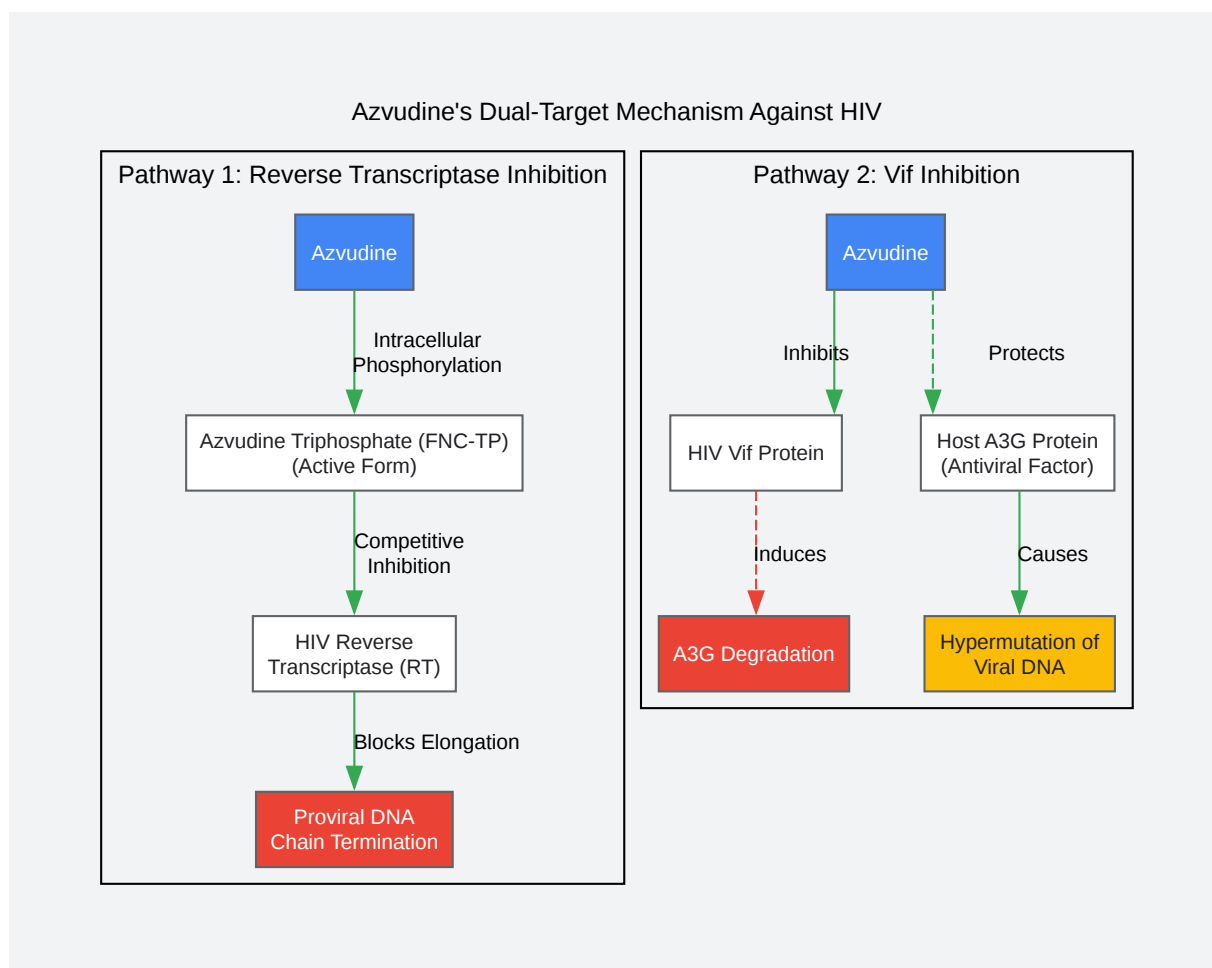 Azvudine's Dual-Target Mechanism Against HIV
Pathway 1: Reverse Transcriptase Inhibition
Azvudine
Intracellular
Phosphorylation
Azvudine Triphosphate (FNC-TP)
(Active Form)
Competitive
Inhibition
HIV Reverse
Transcriptase (RT)
Blocks Elongation
Proviral DNA
Chain Termination
Pathway 2: Vif Inhibition
Azvudine
Inhibits
Protects
HIV Vif Protein
Host A3G Protein
(Antiviral Factor)
Induces
Causes
A3G Degradation
Hypermutation of
Viral DNA